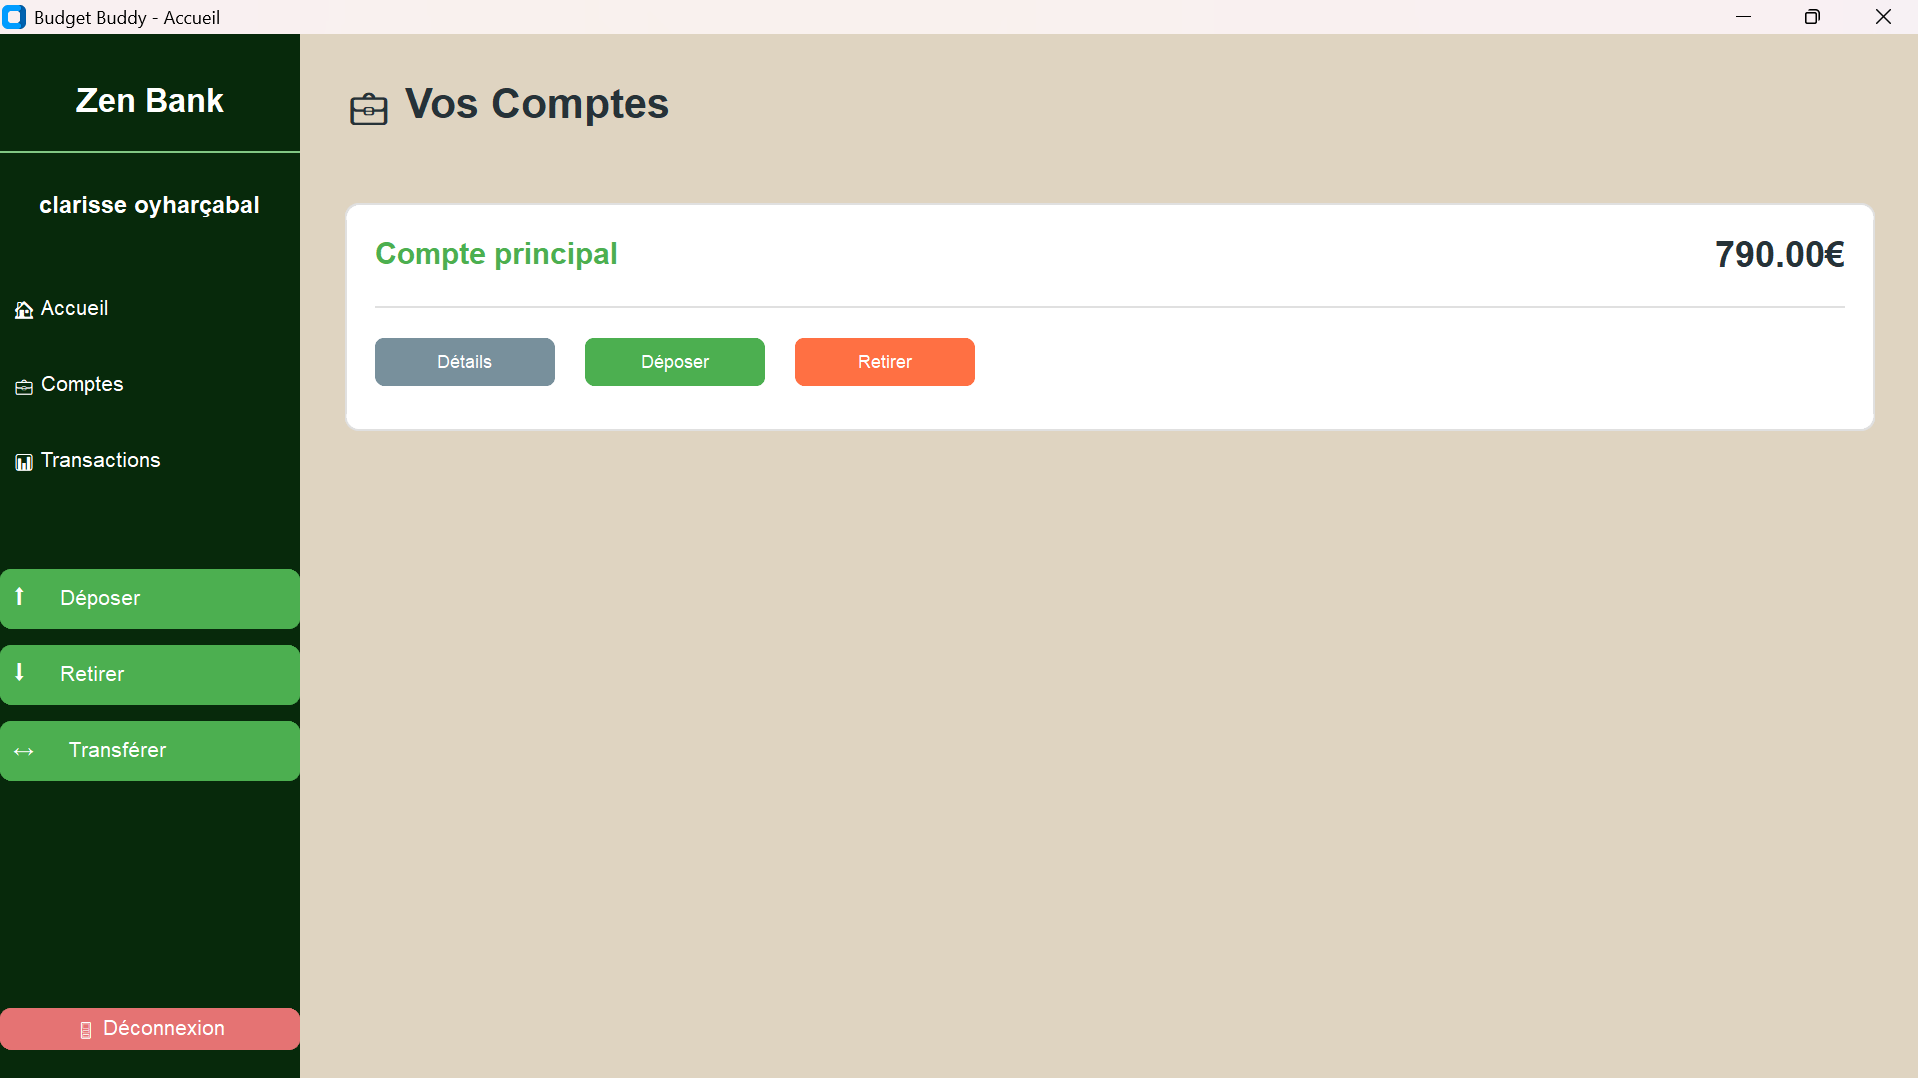 Budget Buddy - Accueil
Zen Bank
clarisse oyharçabal
Accueil
Comptes
Transactions
Déposer
Retirer
Transférer
Déconnexion
Vos Comptes
Compte principal
790.00€
Détails
Déposer
Retirer